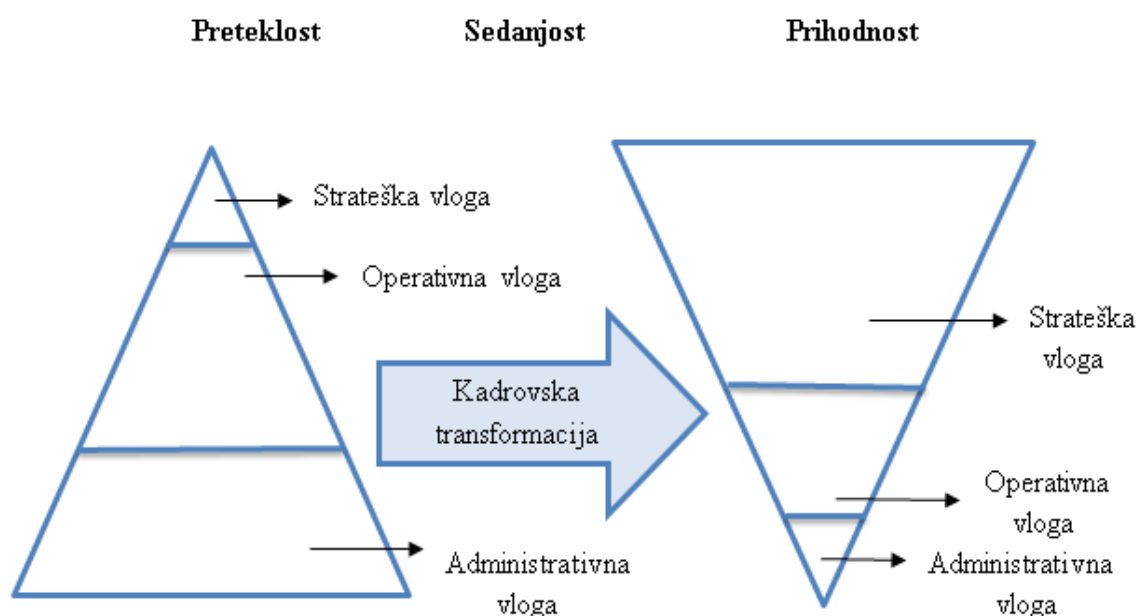 Preteklost
Sedanjost
Prihodnost
Strateška vloga
Operativna vloga
Administrativna
vloga
Kadrovska
transformacija
Strateška
vloga
Operativna
vloga
Administrativna
vloga